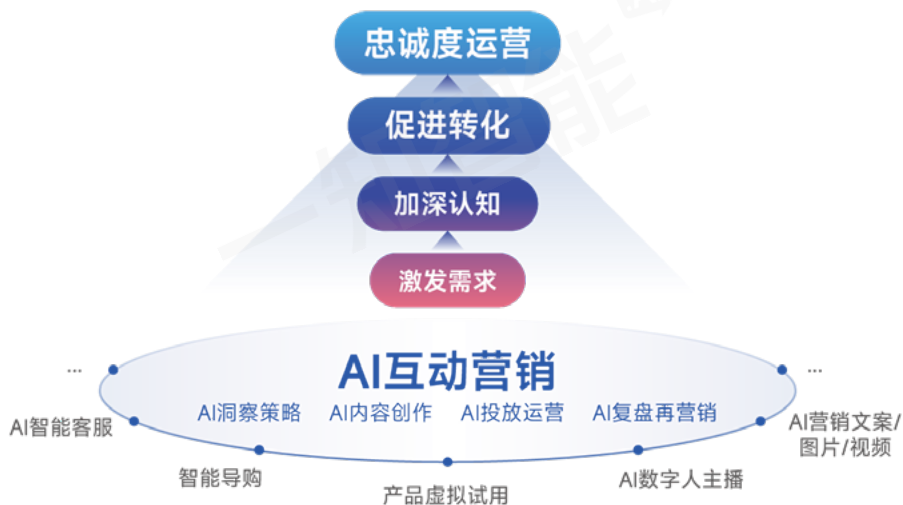 忠诚度运营
促进转化
加深认知
激发需求
AI互动营销
AI洞察策略 AI内容创作 AI投放运营 AI复盘再营销
...
...
AI智能客服
智能导购
产品虚拟试用
AI数字人主播
AI营销文案/
图片/视频
一知智能